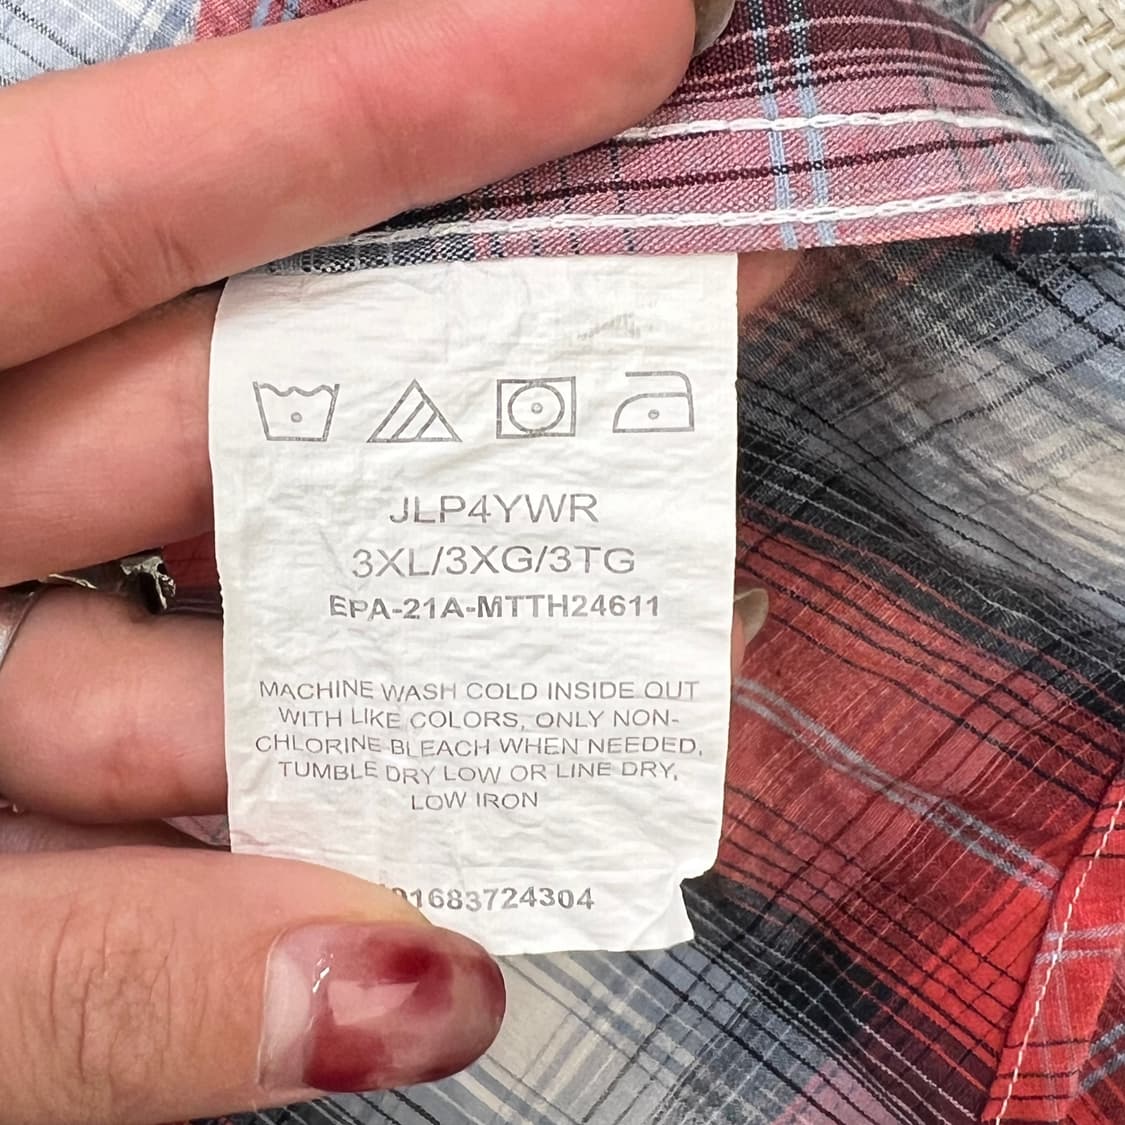 JLP4YWR
3XL/3XG/3TG
EPA-21A-MTTH24611
MACHINE WASH COLD INSIDE OUT
WITH LIKE COLORS, ONLY NON-
CHLORINE BLEACH WHEN NEEDED,
TUMBLE DRY LOW OR LINE DRY,
LOW IRON